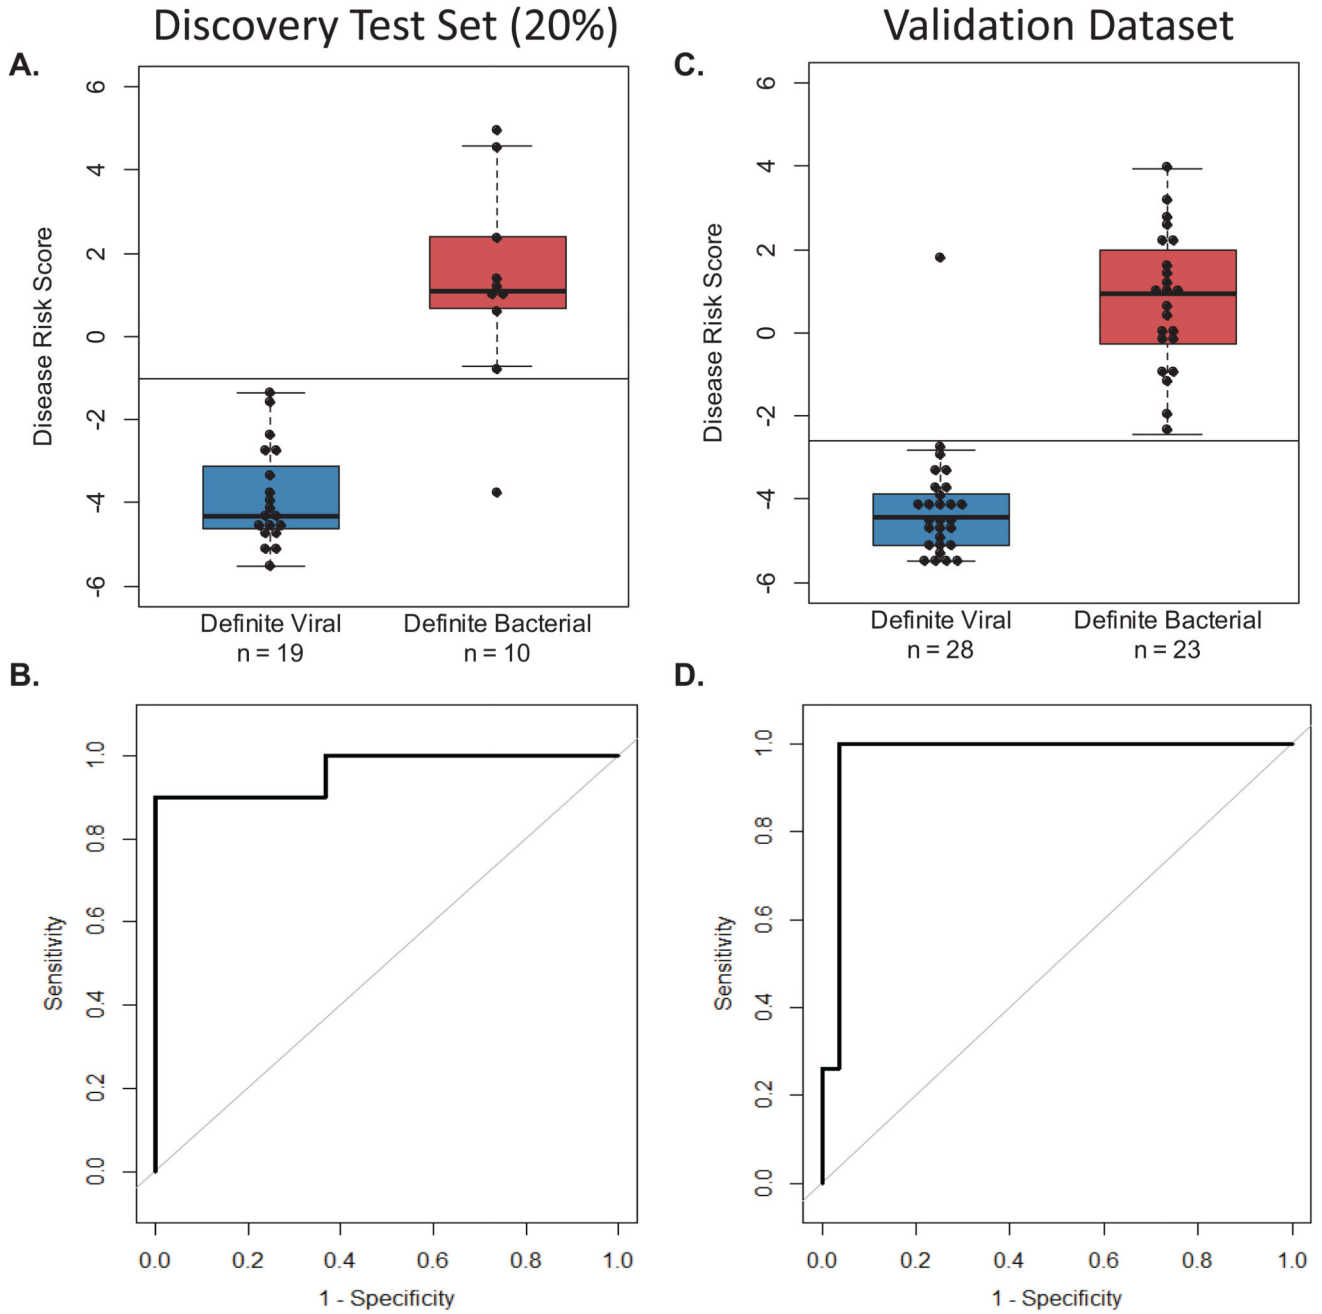 Discovery Test Set (20%)
Validation Dataset
A.
6
4
2
0
-2
-4
-6
Disease Risk Score
Definite Viral
n = 19
Definite Bacterial
n = 10
C.
6
4
2
0
-2
-4
-6
Disease Risk Score
Definite Viral
n = 28
Definite Bacterial
n = 23
B.
1.0
0.8
0.6
0.4
0.2
0.0
Sensitivity
0.0 0.2 0.4 0.6 0.8 1.0
1 - Specificity
D.
1.0
0.8
0.6
0.4
0.2
0.0
Sensitivity
0.0 0.2 0.4 0.6 0.8 1.0
1 - Specificity